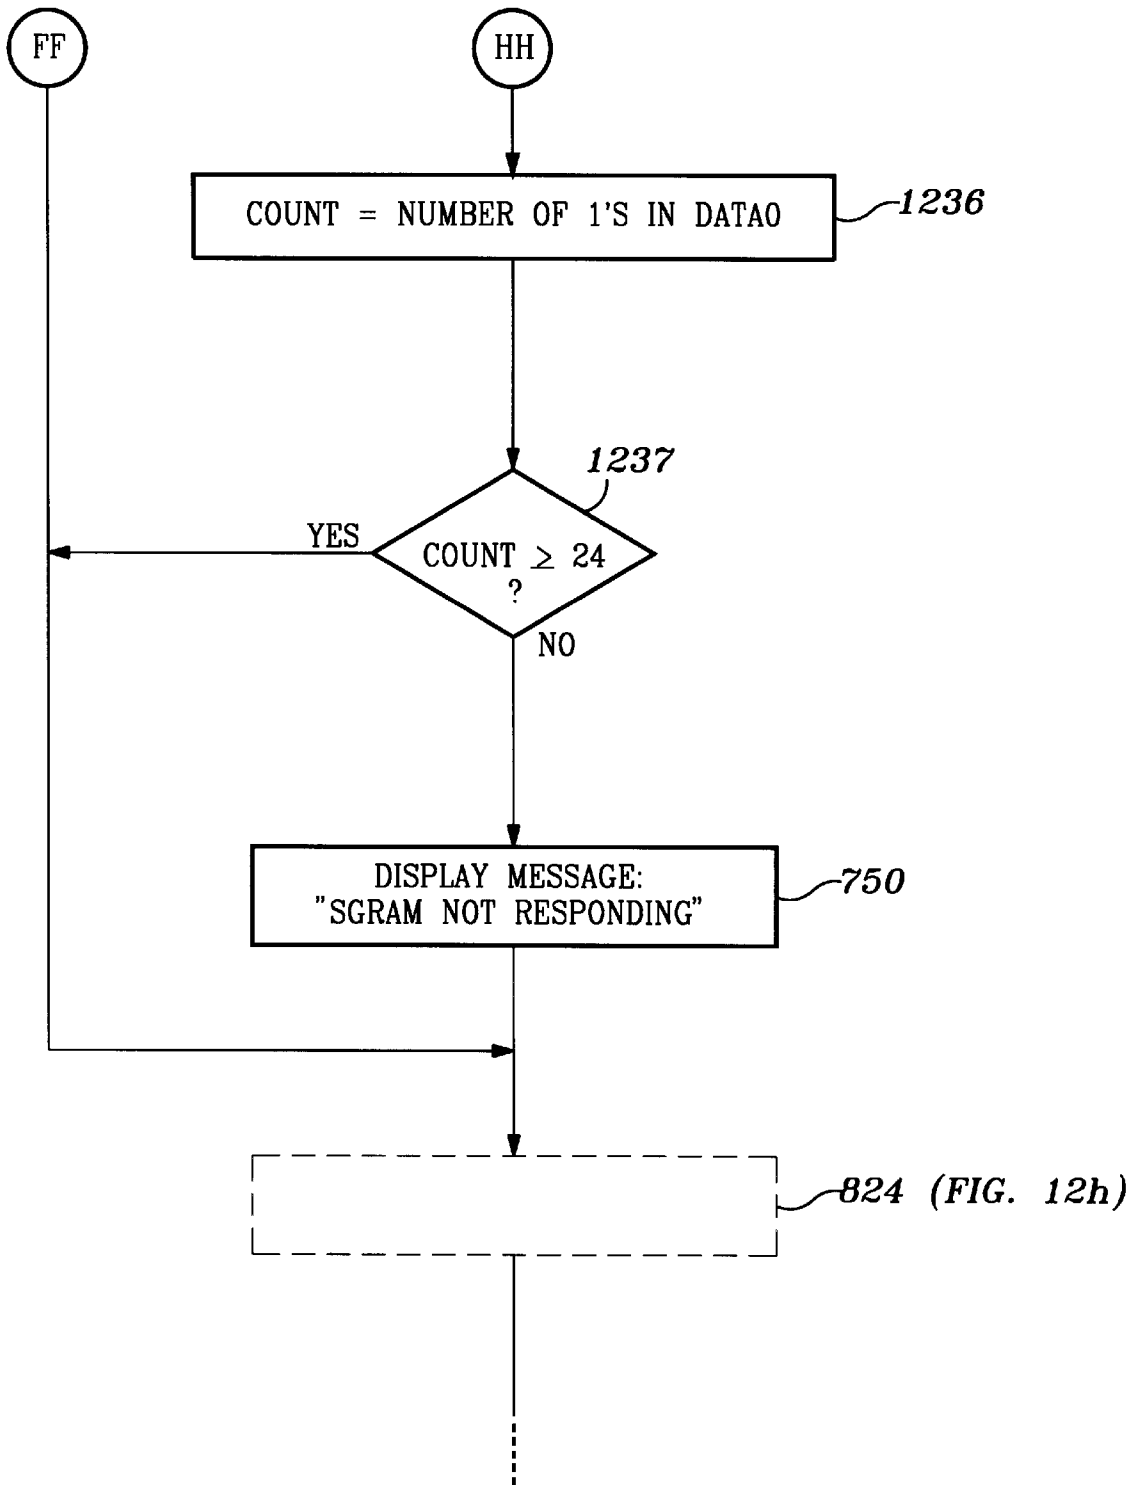 FF
HH
COUNT = NUMBER OF 1'S IN DATA0
1236
1237
YES
COUNT ≥ 24
?
NO
DISPLAY MESSAGE:
"SGRAM NOT RESPONDING"
750
824 (FIG. 12h)